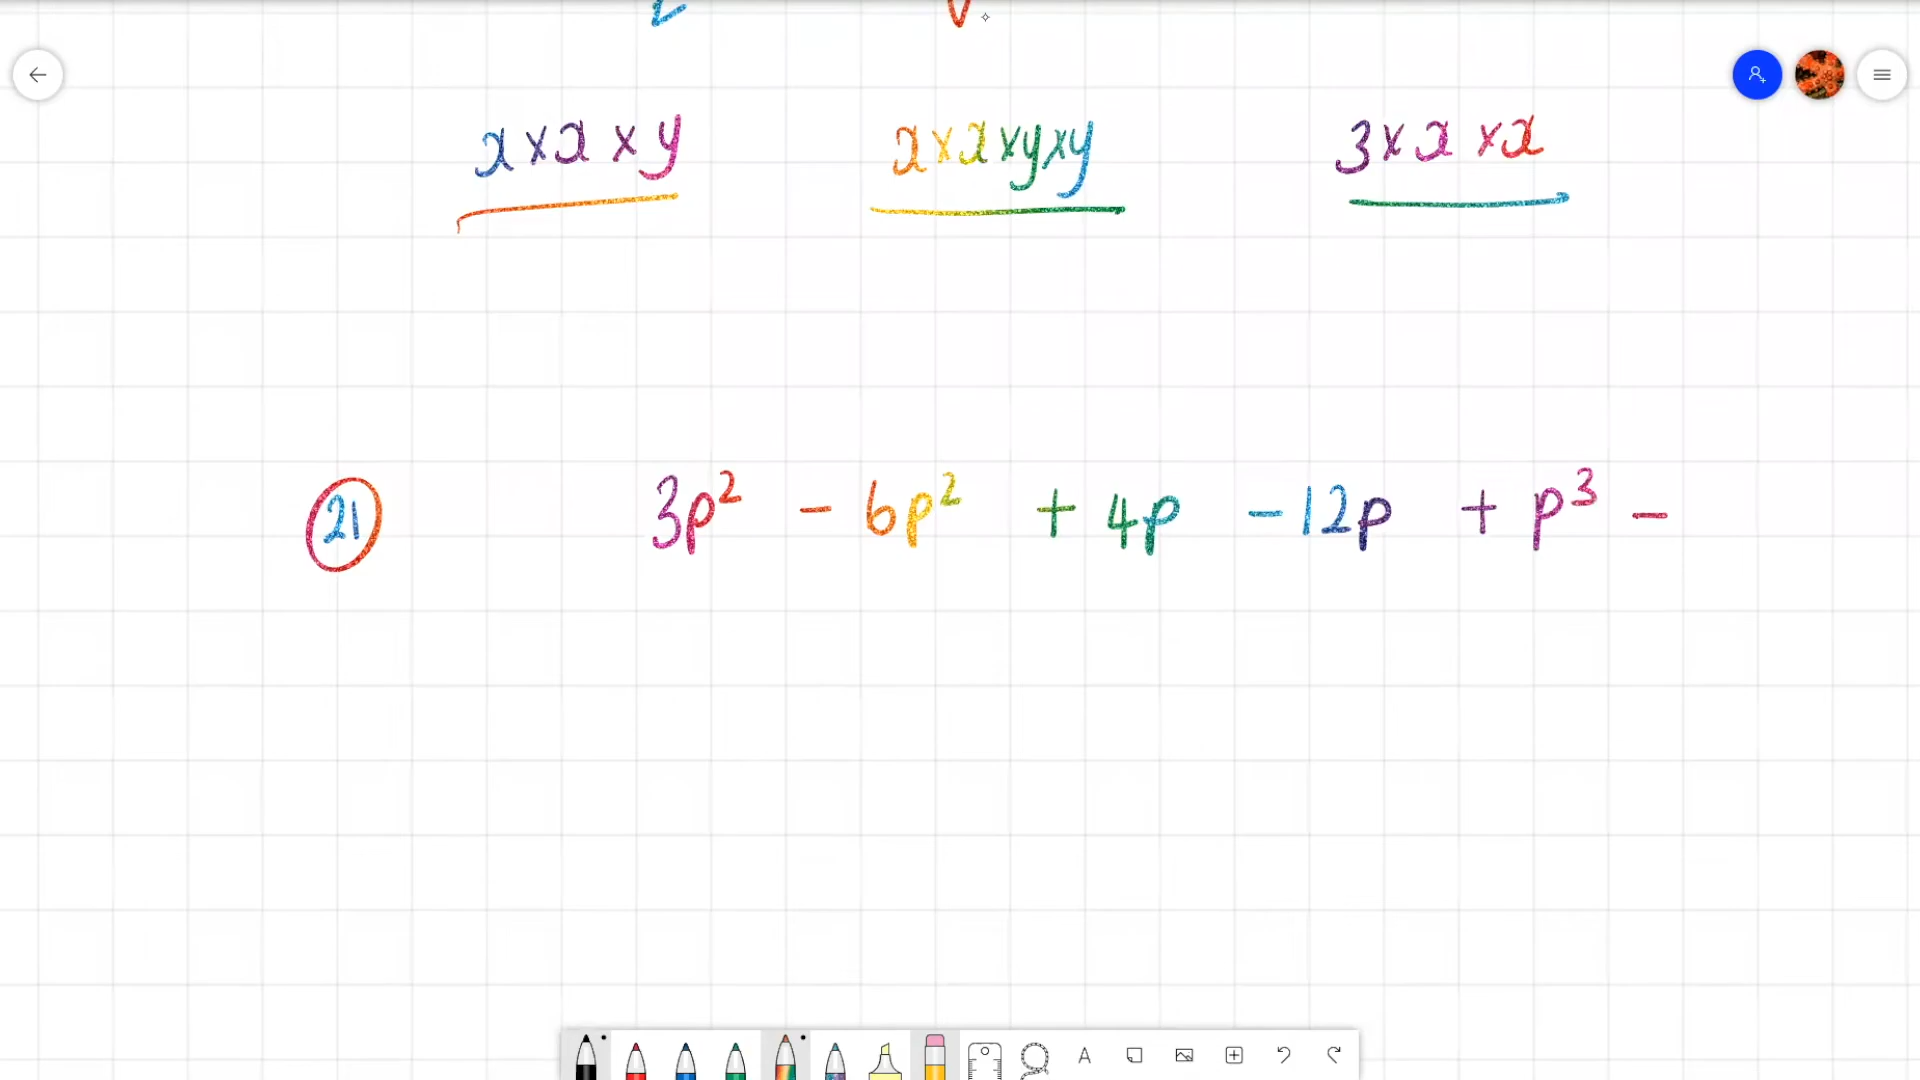 x × x × y x × x × y × y 3 × x × x
21 3p² - 6p² + 4p - 12p + p³ -